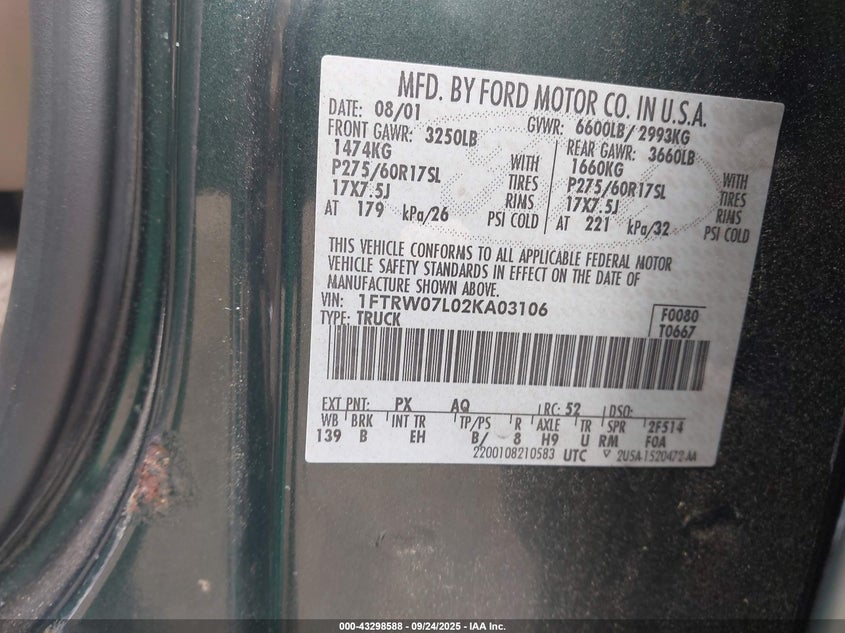 MFD. BY FORD MOTOR CO. IN U.S.A.
DATE: 08/01 GVWR: 6600LB/2993KG
FRONT GAWR: 3250LB REAR GAWR: 3660LB
1474KG WITH 1660KG WITH
P275/60R17SL TIRES P275/60R17SL TIRES
17X7.5J RIMS 17X7.5J RIMS
AT 179 kPa/26 PSI COLD AT 221 kPa/32 PSI COLD
THIS VEHICLE CONFORMS TO ALL APPLICABLE FEDERAL MOTOR
VEHICLE SAFETY STANDARDS IN EFFECT ON THE DATE OF
MANUFACTURE SHOWN ABOVE.
VIN: 1FTRW07L02KA03106 F0080
TYPE: TRUCK T0667
EXT PNT: PX AQ RC: 52 DSO:
WB BRK INT TR TP/PS R AXLE TR SPR 2F514
139 B EH B/ 8 H9 U RM F0A
2200108210583 UTC ▽ 2USA-1520472-AA
000-43298588 - 09/24/2025 - IAA Inc.